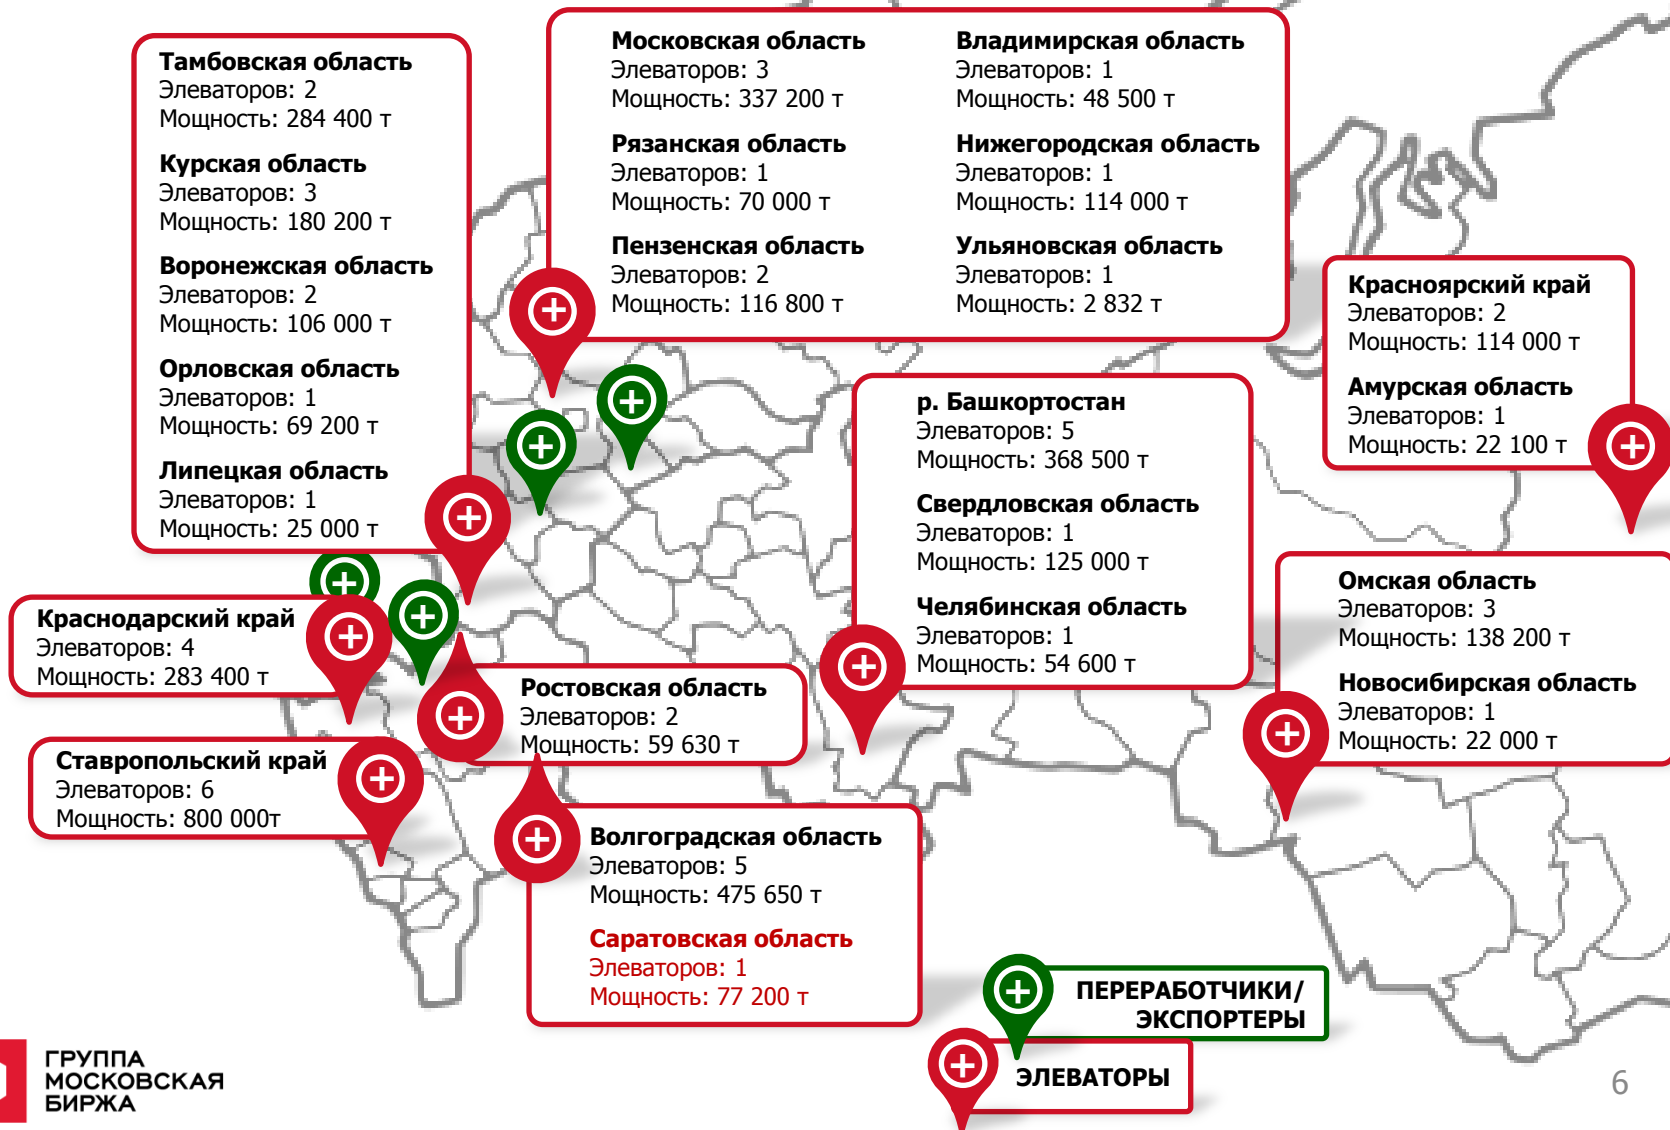 Тамбовская область
Элеваторов: 2
Мощность: 284 400 т
Курская область
Элеваторов: 3
Мощность: 180 200 т
Воронежская область
Элеваторов: 2
Мощность: 106 000 т
Орловская область
Элеваторов: 1
Мощность: 69 200 т
Липецкая область
Элеваторов: 1
Мощность: 25 000 т
Московская область
Элеваторов: 3
Мощность: 337 200 т
Рязанская область
Элеваторов: 1
Мощность: 70 000 т
Пензенская область
Элеваторов: 2
Мощность: 116 800 т
Владимирская область
Элеваторов: 1
Мощность: 48 500 т
Нижегородская область
Элеваторов: 1
Мощность: 114 000 т
Ульяновская область
Элеваторов: 1
Мощность: 2 832 т
Красноярский край
Элеваторов: 2
Мощность: 114 000 т
Амурская область
Элеваторов: 1
Мощность: 22 100 т
р. Башкортостан
Элеваторов: 5
Мощность: 368 500 т
Свердловская область
Элеваторов: 1
Мощность: 125 000 т
Челябинская область
Элеваторов: 1
Мощность: 54 600 т
Омская область
Элеваторов: 3
Мощность: 138 200 т
Новосибирская область
Элеваторов: 1
Мощность: 22 000 т
Краснодарский край
Элеваторов: 4
Мощность: 283 400 т
Ростовская область
Элеваторов: 2
Мощность: 59 630 т
Ставропольский край
Элеваторов: 6
Мощность: 800 000т
Волгоградская область
Элеваторов: 5
Мощность: 475 650 т
Саратовская область
Элеваторов: 1
Мощность: 77 200 т
ПЕРЕРАБОТЧИКИ/
ЭКСПОРТЕРЫ
ЭЛЕВАТОРЫ
ГРУППА
МОСКОВСКАЯ
БИРЖА
6